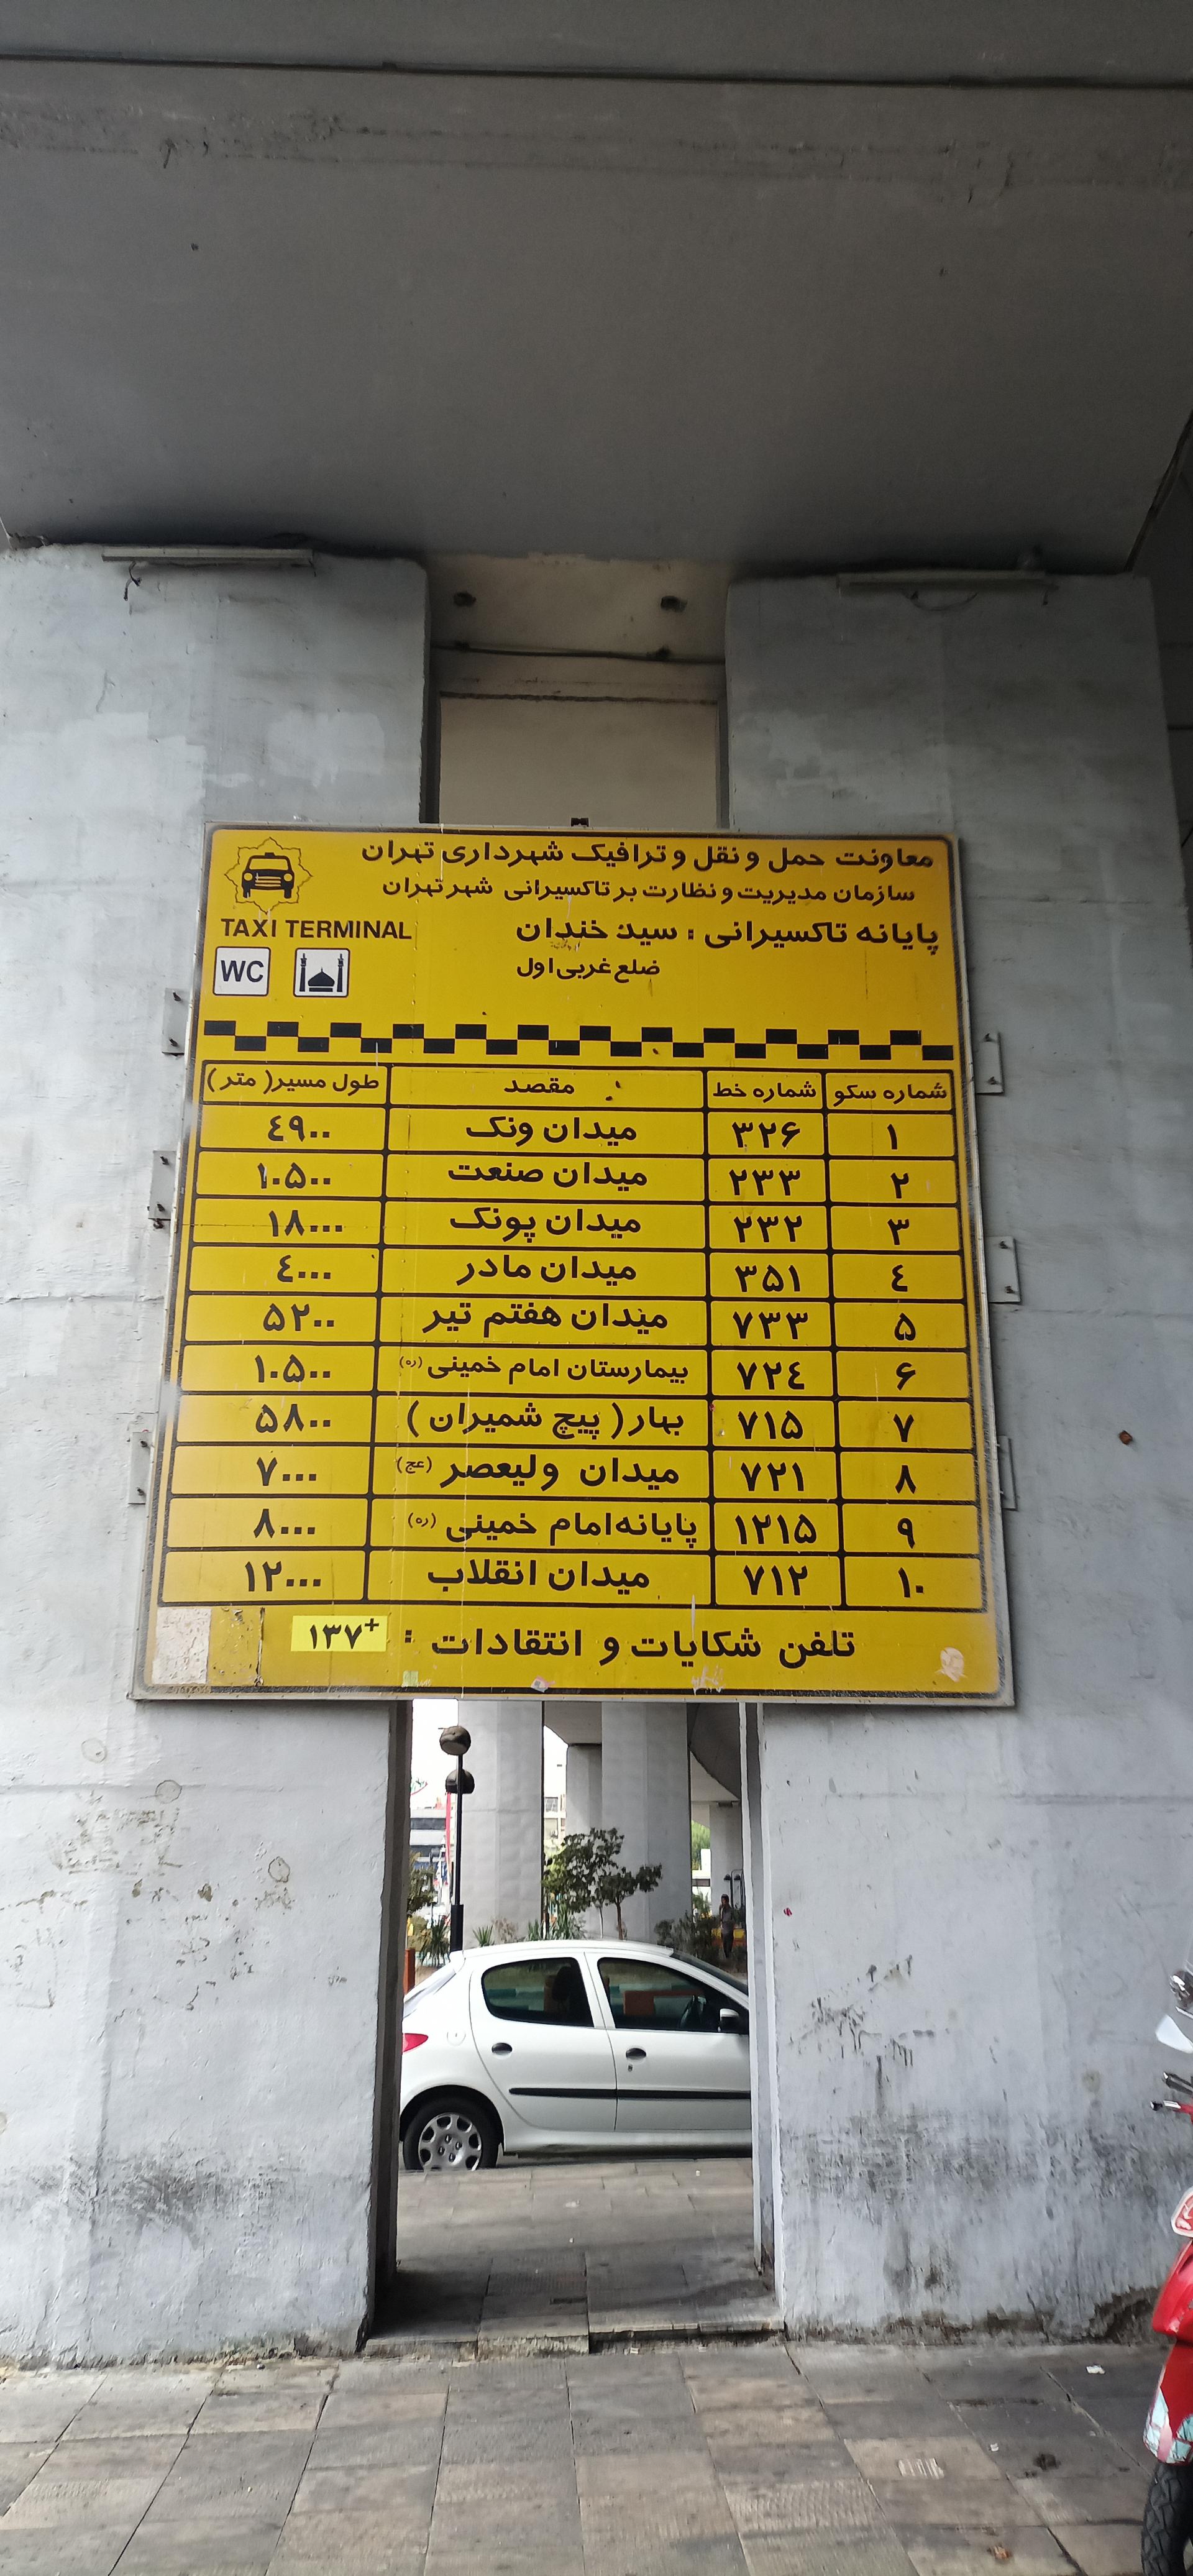 معاونت حمل و نقل و ترافیک شهرداری تهران
سازمان مدیریت و نظارت بر تاکسیرانی شهر تهران
پایانه تاکسیرانی : سید خندان
TAXI TERMINAL
ضلع غربی اول
WC
شماره سکو شماره خط مقصد طول مسیر( متر )
۱ ۳۲۶ میدان ونک ٤۹۰۰
۲ ۲۳۳ میدان صنعت ۱۰۵۰۰
۳ ۲۳۲ میدان پونک ۱۸۰۰۰
٤ ۳۵۱ میدان مادر ٤۰۰۰
۵ ۷۳۳ میدان هفتم تیر ۵۲۰۰
۶ ۷۲٤ بیمارستان امام خمینی (ره) ۱۰۵۰۰
۷ ۷۱۵ بهار ( پیچ شمیران ) ۵۸۰۰
۸ ۷۲۱ میدان ولیعصر (عج) ۷۰۰۰
۹ ۱۲۱۵ پایانه امام خمینی (ره) ۸۰۰۰
۱۰ ۷۱۲ میدان انقلاب ۱۲۰۰۰
تلفن شکایات و انتقادات : ۱۳۷+